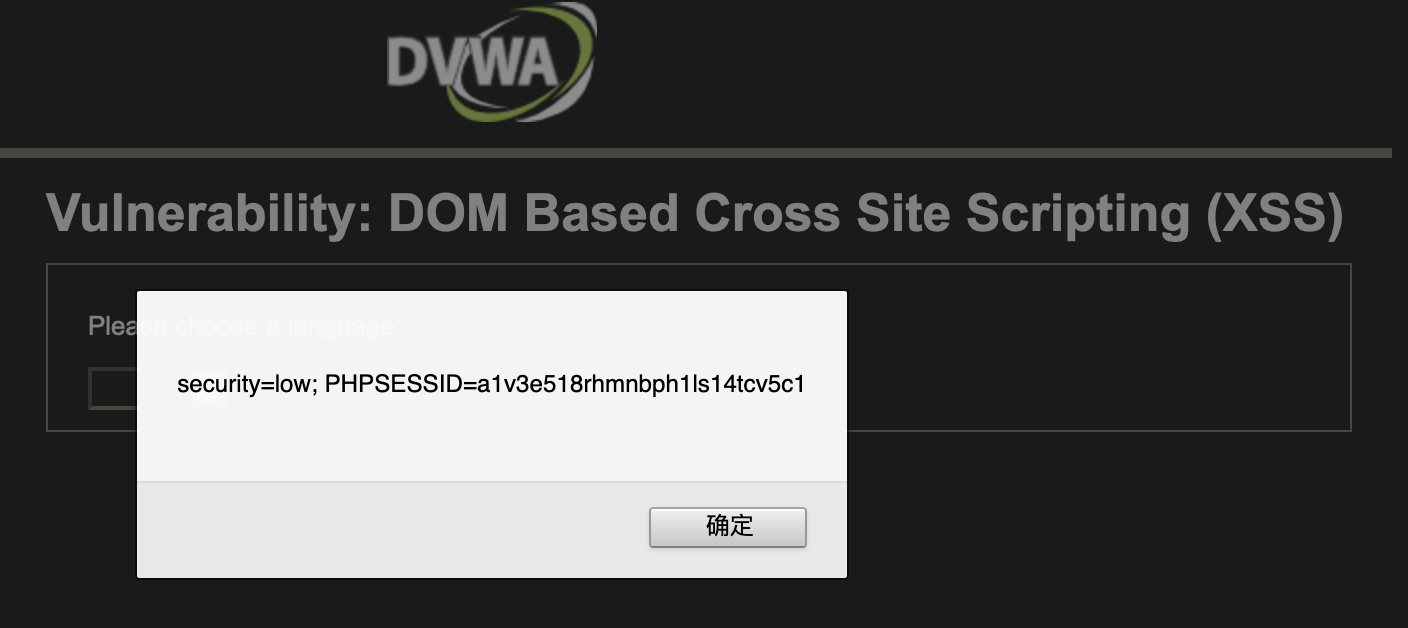 DVWA
Vulnerability: DOM Based Cross Site Scripting (XSS)
Please choose a language:
security=low; PHPSESSID=a1v3e518rhmnbph1ls14tcv5c1
确定